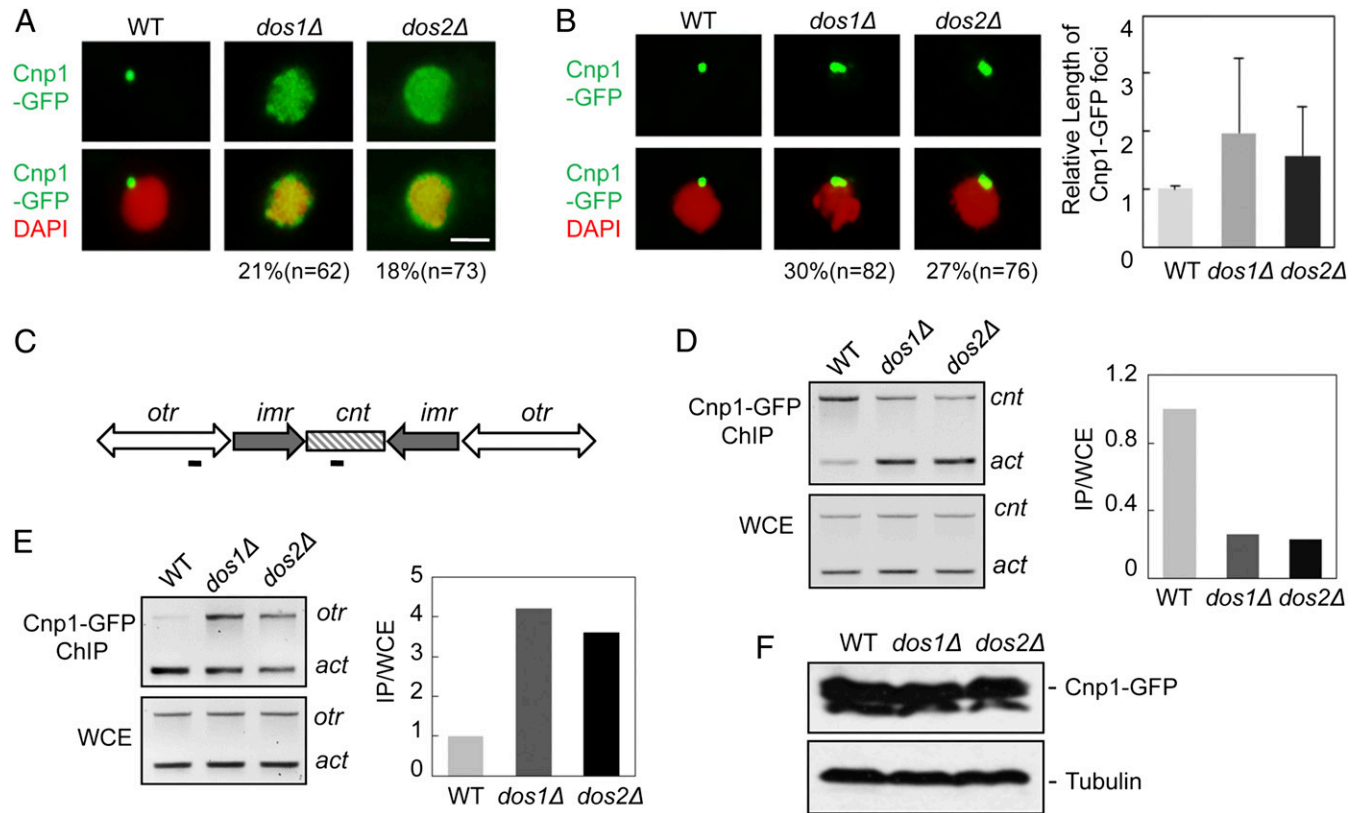 A
WT dos1Δ dos2Δ
Cnp1
-GFP
Cnp1
-GFP
DAPI
21%(n=62) 18%(n=73)
B
WT dos1Δ dos2Δ
Cnp1
-GFP
Cnp1
-GFP
DAPI
30%(n=82) 27%(n=76)
Relative Length of
Cnp1-GFP foci
4
3
2
1
0
WT dos1Δ dos2Δ
C
otr imr cnt imr otr
D
WT dos1Δ dos2Δ
Cnp1-GFP
ChIP
cnt
act
WCE
cnt
act
IP/WCE
1.2
0.8
0.4
0
WT dos1Δ dos2Δ
E
WT dos1Δ dos2Δ
Cnp1-GFP
ChIP
otr
act
WCE
otr
act
IP/WCE
5
4
3
2
1
0
WT dos1Δ dos2Δ
F
WT dos1Δ dos2Δ
- Cnp1-GFP
- Tubulin